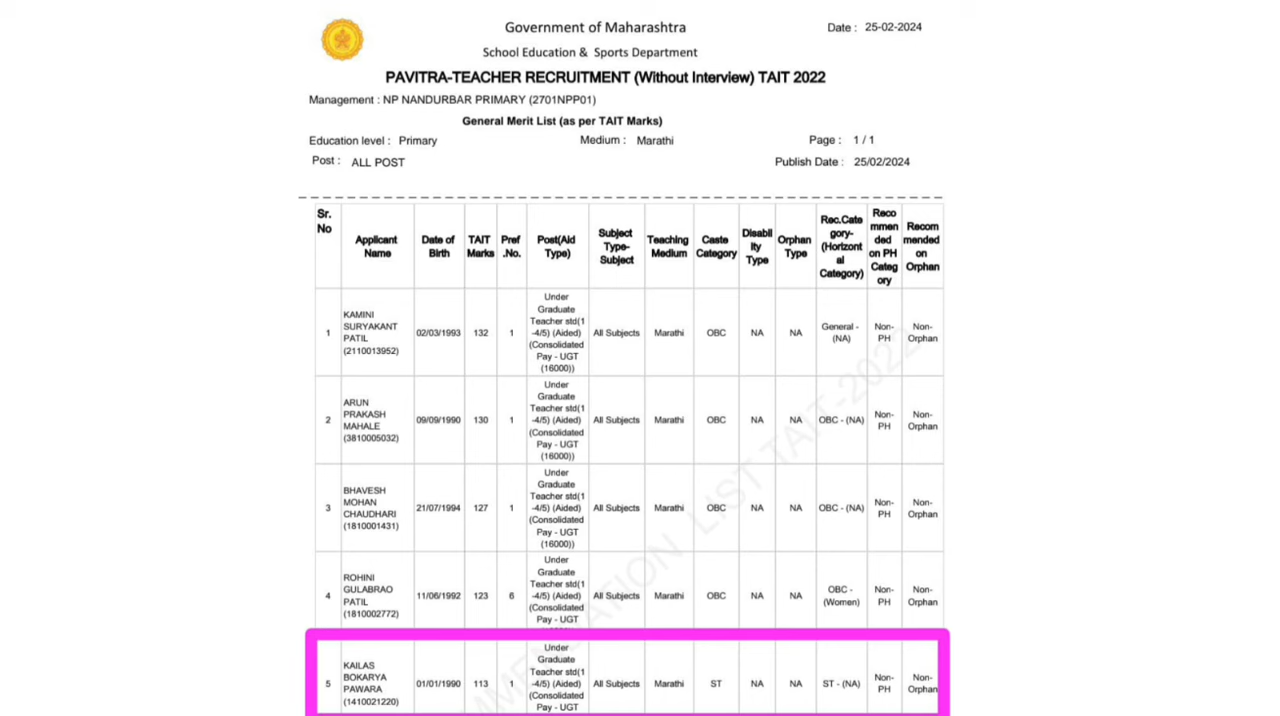 Government of Maharashtra
Date : 25-02-2024
School Education & Sports Department
PAVITRA-TEACHER RECRUITMENT (Without Interview) TAIT 2022
Management : NP NANDURBAR PRIMARY (2701NPP01)
General Merit List (as per TAIT Marks)
Education level : Primary Medium : Marathi Page : 1 / 1
Post : ALL POST Publish Date : 25/02/2024
Sr. No Applicant Name Date of Birth TAIT Marks Pref .No. Post(Aid Type) Subject Type- Subject Teaching Medium Caste Category Disabil ity Type Orphan Type Rec.Cate gory- (Horizont al Category) Reco mmen ded on PH Categ ory Recom mended on Orphan
1 KAMINI SURYAKANT PATIL (2110013952) 02/03/1993 132 1 Under Graduate Teacher std(1 -4/5) (Aided) (Consolidated Pay - UGT (16000)) All Subjects Marathi OBC NA NA General - (NA) Non- PH Non- Orphan
2 ARUN PRAKASH MAHALE (3810005032) 09/09/1990 130 1 Under Graduate Teacher std(1 -4/5) (Aided) (Consolidated Pay - UGT (16000)) All Subjects Marathi OBC NA NA OBC - (NA) Non- PH Non- Orphan
3 BHAVESH MOHAN CHAUDHARI (1810001431) 21/07/1994 127 1 Under Graduate Teacher std(1 -4/5) (Aided) (Consolidated Pay - UGT (16000)) All Subjects Marathi OBC NA NA OBC - (NA) Non- PH Non- Orphan
4 ROHINI GULABRAO PATIL (1810002772) 11/06/1992 123 6 Under Graduate Teacher std(1 -4/5) (Aided) (Consolidated Pay - UGT All Subjects Marathi OBC NA NA OBC - (Women) Non- PH Non- Orphan
5 KAILAS BOKARYA PAWARA (1410021220) 01/01/1990 113 1 Under Graduate Teacher std(1 -4/5) (Aided) (Consolidated Pay - UGT All Subjects Marathi ST NA NA ST - (NA) Non- PH Non- Orphan
LIST TAIT-2022